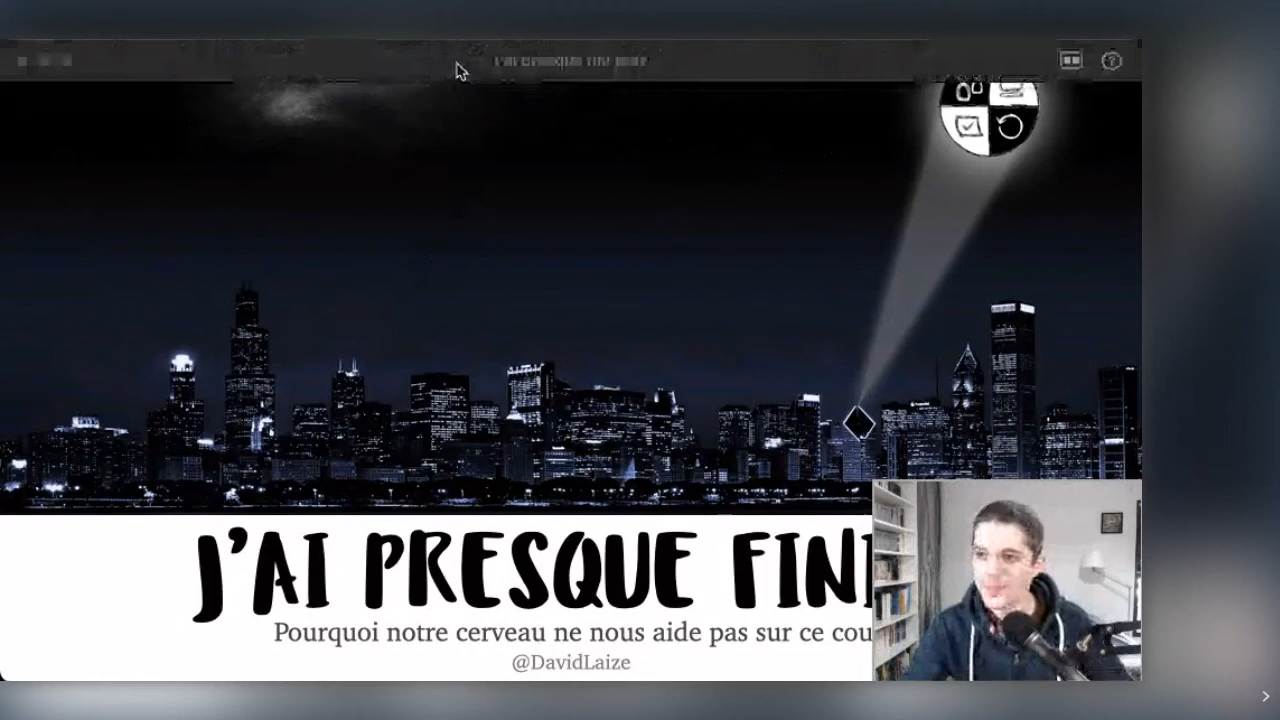 J'AI PRESQUE FINI
Pourquoi notre cerveau ne nous aide pas sur ce cou
@DavidLaize